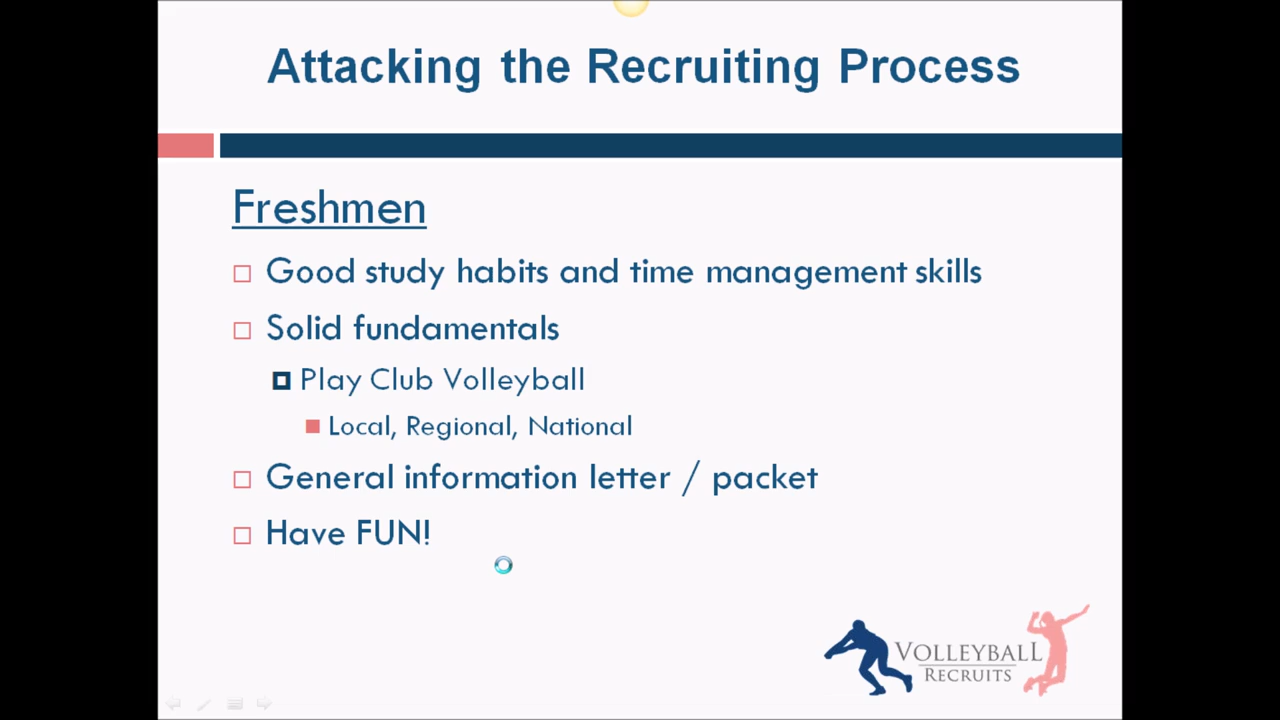 Attacking the Recruiting Process
Freshmen
Good study habits and time management skills
Solid fundamentals
Play Club Volleyball
Local, Regional, National
General information letter / packet
Have FUN!
VOLLEYBALL
RECRUITS